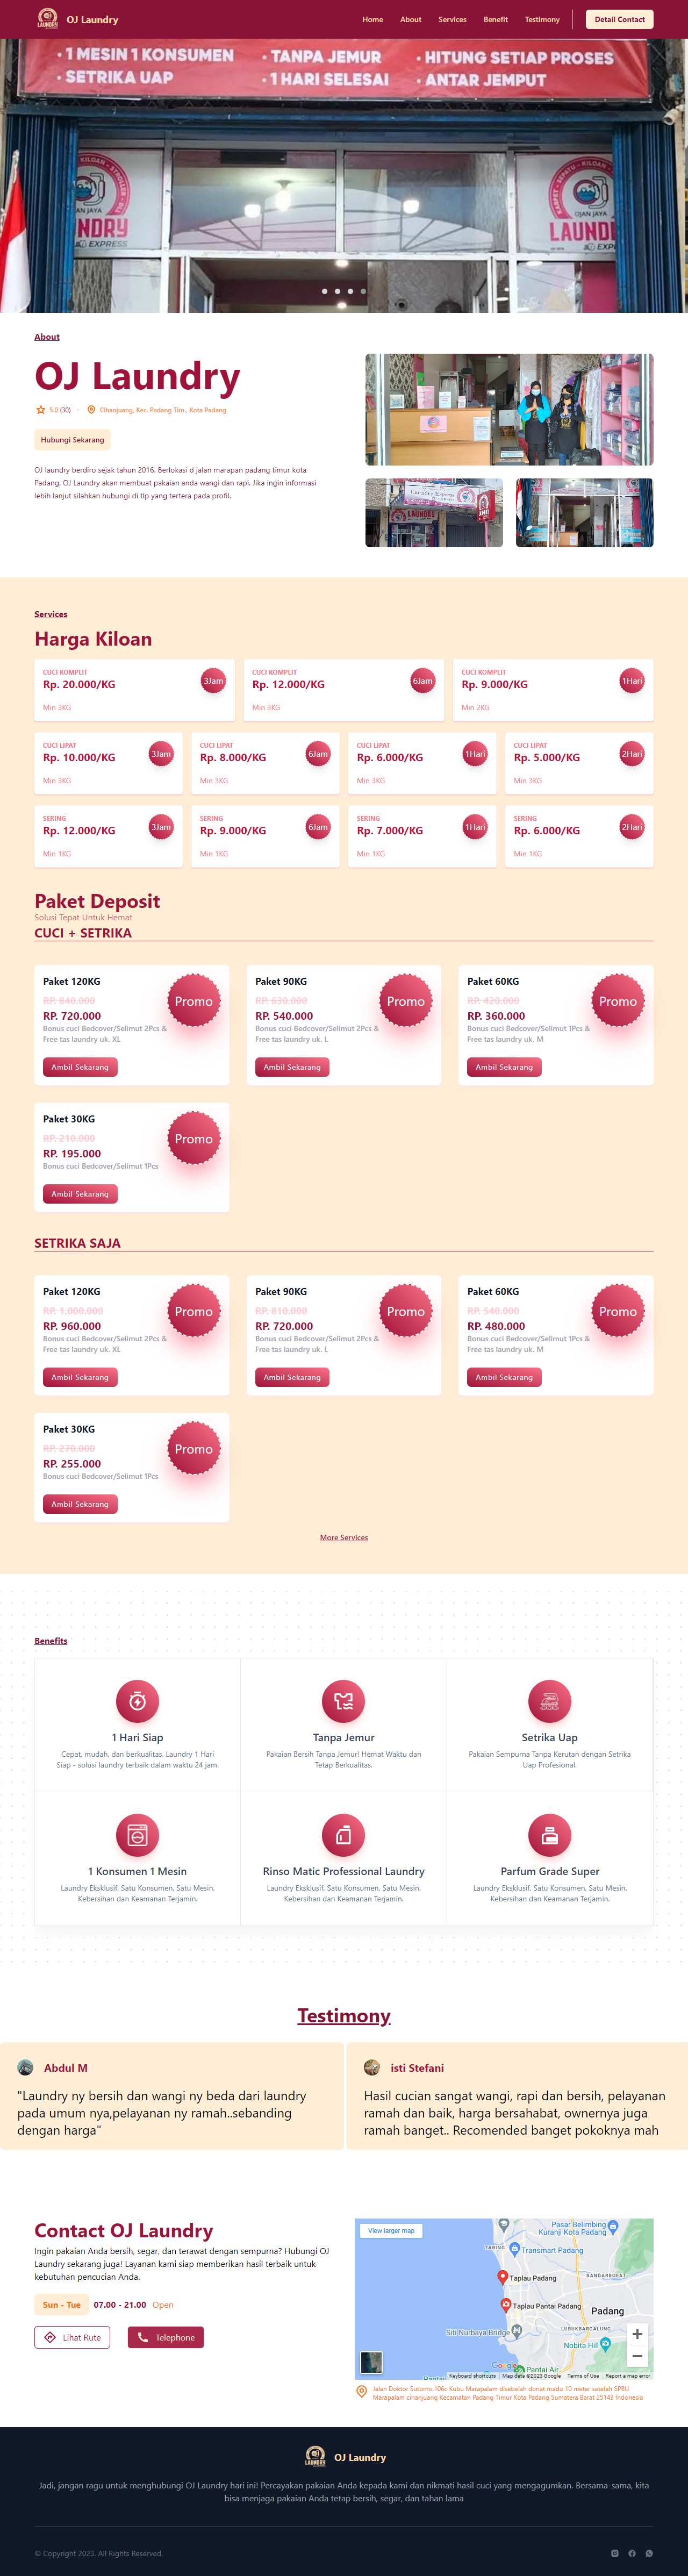 OJ Laundry
Home
About
Services
Benefit
Testimony
Detail Contact
1 MESIN 1 KONSUMEN
UAP
TANPA JEMUR
1 HARI SELESAI
HITUNG SETIAP PROSES
ANTAR JEMPUT
OJAN JAYA
LAUNDRY
EXPRESS
KARPET - SEPATU - KILOAN
OJAN JAYA
LAUNDRY
EXPRESS
About
OJ Laundry
5.0 (30)
Cihanjuang, Kec. Padang Tim., Kota Padang
Hubungi Sekarang
OJ laundry berdiro sejak tahun 2016. Berlokasi d jalan marapan padang timur kota
Padang. OJ Laundry akan membuat pakaian anda wangi dan rapi. Jika ingin informasi
lebih lanjut silahkan hubungi di tlp yang tertera pada profil.
Services
Harga Kiloan
CUCI KOMPLIT
Rp. 20.000/KG
Min 3KG
3Jam
CUCI KOMPLIT
Rp. 12.000/KG
Min 3KG
6Jam
CUCI KOMPLIT
Rp. 9.000/KG
Min 2KG
1Hari
CUCI LIPAT
Rp. 10.000/KG
Min 3KG
3Jam
CUCI LIPAT
Rp. 8.000/KG
Min 3KG
6Jam
CUCI LIPAT
Rp. 6.000/KG
Min 3KG
1Hari
CUCI LIPAT
Rp. 5.000/KG
Min 3KG
2Hari
SERING
Rp. 12.000/KG
Min 1KG
3Jam
SERING
Rp. 9.000/KG
Min 1KG
6Jam
SERING
Rp. 7.000/KG
Min 1KG
1Hari
SERING
Rp. 6.000/KG
Min 1KG
2Hari
Paket Deposit
Solusi Tepat Untuk Hemat
CUCI + SETRIKA
Paket 120KG
RP. 840.000
RP. 720.000
Bonus cuci Bedcover/Selimut 2Pcs &
Free tas laundry uk. XL
Ambil Sekarang
Promo
Paket 90KG
RP. 630.000
RP. 540.000
Bonus cuci Bedcover/Selimut 2Pcs &
Free tas laundry uk. L
Ambil Sekarang
Promo
Paket 60KG
RP. 420.000
RP. 360.000
Bonus cuci Bedcover/Selimut 1Pcs &
Free tas laundry uk. M
Ambil Sekarang
Promo
Paket 30KG
RP. 210.000
RP. 195.000
Bonus cuci Bedcover/Selimut 1Pcs
Ambil Sekarang
Promo
SETRIKA SAJA
Paket 120KG
RP. 1.000.000
RP. 960.000
Bonus cuci Bedcover/Selimut 2Pcs &
Free tas laundry uk. XL
Ambil Sekarang
Promo
Paket 90KG
RP. 810.000
RP. 720.000
Bonus cuci Bedcover/Selimut 2Pcs &
Free tas laundry uk. L
Ambil Sekarang
Promo
Paket 60KG
RP. 540.000
RP. 480.000
Bonus cuci Bedcover/Selimut 1Pcs &
Free tas laundry uk. M
Ambil Sekarang
Promo
Paket 30KG
RP. 270.000
RP. 255.000
Bonus cuci Bedcover/Selimut 1Pcs
Ambil Sekarang
Promo
More Services
Benefits
1 Hari Siap
Cepat, mudah, dan berkualitas. Laundry 1 Hari
Siap - solusi laundry terbaik dalam waktu 24 jam.
Tanpa Jemur
Pakaian Bersih Tanpa Jemur! Hemat Waktu dan
Tetap Berkualitas.
Setrika Uap
Pakaian Sempurna Tanpa Kerutan dengan Setrika
Uap Profesional.
1 Konsumen 1 Mesin
Laundry Eksklusif, Satu Konsumen, Satu Mesin.
Kebersihan dan Keamanan Terjamin.
Rinso Matic Professional Laundry
Laundry Eksklusif, Satu Konsumen, Satu Mesin.
Kebersihan dan Keamanan Terjamin.
Parfum Grade Super
Laundry Eksklusif, Satu Konsumen, Satu Mesin.
Kebersihan dan Keamanan Terjamin.
Testimony
Abdul M
"Laundry ny bersih dan wangi ny beda dari laundry
pada umum nya,pelayanan ny ramah..sebanding
dengan harga"
isti Stefani
Hasil cucian sangat wangi, rapi dan bersih, pelayanan
ramah dan baik, harga bersahabat, ownernya juga
ramah banget.. Recomended banget pokoknya mah
Contact OJ Laundry
Ingin pakaian Anda bersih, segar, dan terawat dengan sempurna? Hubungi OJ
Laundry sekarang juga! Layanan kami siap memberikan hasil terbaik untuk
kebutuhan pencucian Anda.
Sun - Tue
07.00 - 21.00
Open
Lihat Rute
Telephone
View larger map
TABING
Pasar Belimbing
Kuranji Kota Padang
Transmart Padang
BANDARBOEAT
Taplau Padang
Taplau Pantai Padang
Padang
Siti Nurbaya Bridge
LUBUKBARGALUNG
Nobita Hill
Google
Pantai Air
Keyboard shortcuts
Map data ©2023 Google
Terms of Use
Report a map error
Jalan Doktor Sutomo 106c Kubu Marapalam disebelah donat madu 10 meter setelah SPBU
Marapalam cihanjuang Kecamatan Padang Timur Kota Padang Sumatera Barat 25143 Indonesia
OJ Laundry
Jadi, jangan ragu untuk menghubungi OJ Laundry hari ini! Percayakan pakaian Anda kepada kami dan nikmati hasil cuci yang mengagumkan. Bersama-sama, kita
bisa menjaga pakaian Anda tetap bersih, segar, dan tahan lama
© Copyright 2023. All Rights Reserved.